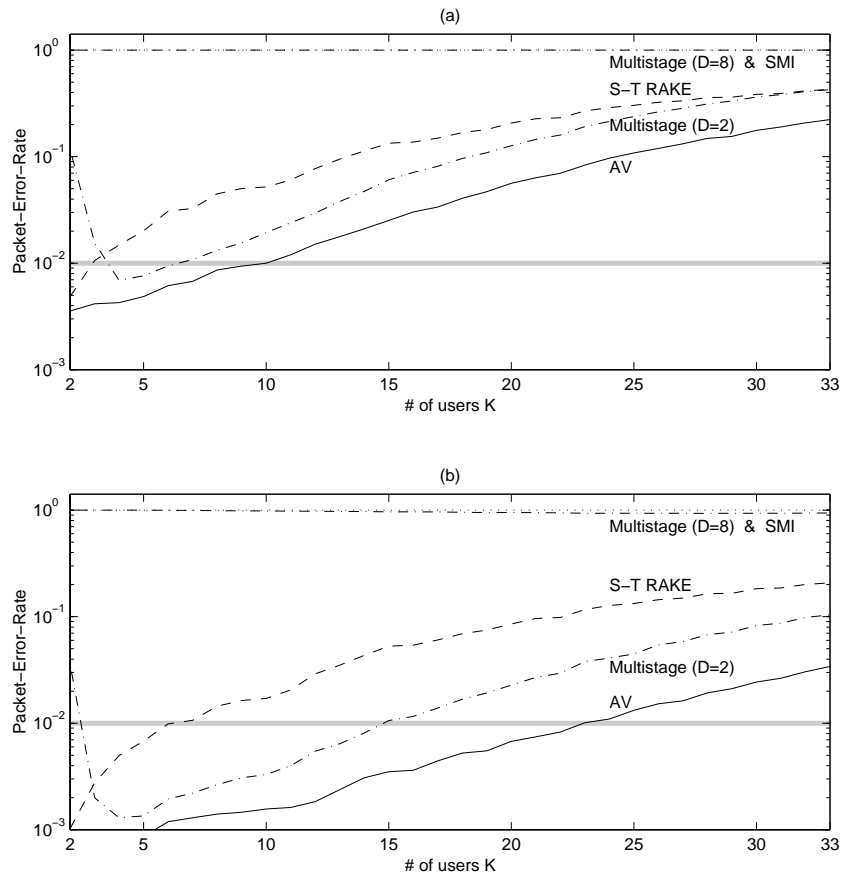 (a)
10^0
Multistage (D=8) & SMI
S-T RAKE
Multistage (D=2)
10^-1
AV
Packet-Error-Rate
10^-2
10^-3
2 5 10 15 20 25 30 33
# of users K
(b)
10^0
Multistage (D=8) & SMI
S-T RAKE
10^-1
Multistage (D=2)
AV
Packet-Error-Rate
10^-2
10^-3
2 5 10 15 20 25 30 33
# of users K